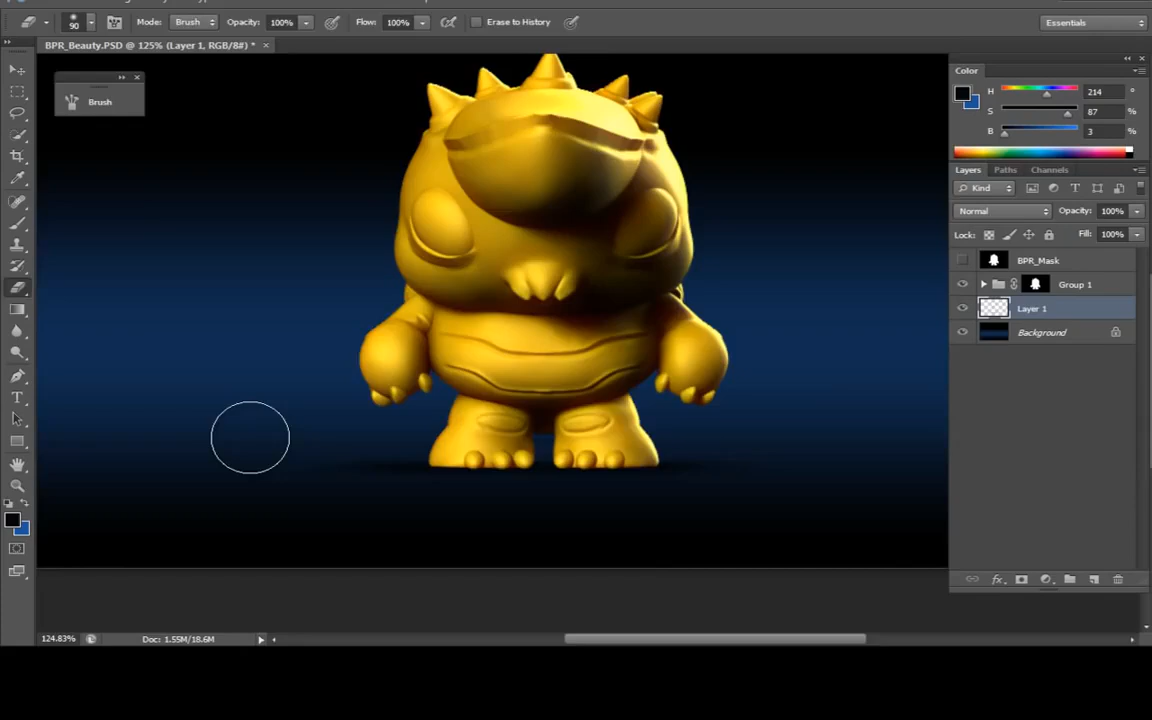 90 Mode: Brush Opacity: 100% Flow: 100% Erase to History Essentials
BPR_Beauty.PSD @ 125% (Layer 1, RGB/8#) * ×
Brush
Color
H 214 °
S 87 %
B 3 %
Layers Paths Channels
Kind
Normal Opacity: 100%
Lock: Fill: 100%
BPR_Mask
Group 1
Layer 1
Background
124.83% Doc: 1.55M/18.6M